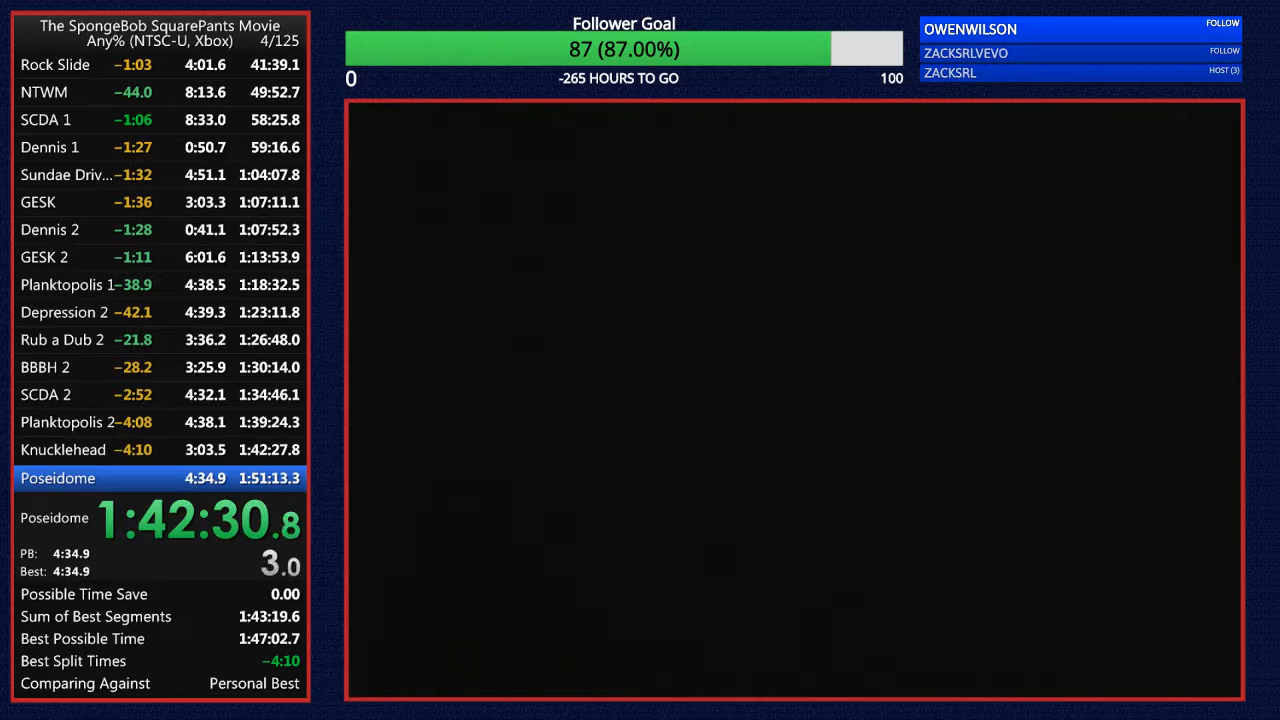 The SpongeBob SquarePants Movie
Any% (NTSC-U, Xbox) 4/125
Rock Slide −1:03 4:01.6 41:39.1
NTWM −44.0 8:13.6 49:52.7
SCDA 1 −1:06 8:33.0 58:25.8
Dennis 1 −1:27 0:50.7 59:16.6
Sundae Driv... −1:32 4:51.1 1:04:07.8
GESK −1:36 3:03.3 1:07:11.1
Dennis 2 −1:28 0:41.1 1:07:52.3
GESK 2 −1:11 6:01.6 1:13:53.9
Planktopolis 1 −38.9 4:38.5 1:18:32.5
Depression 2 −42.1 4:39.3 1:23:11.8
Rub a Dub 2 −21.8 3:36.2 1:26:48.0
BBBH 2 −28.2 3:25.9 1:30:14.0
SCDA 2 −2:52 4:32.1 1:34:46.1
Planktopolis 2 −4:08 4:38.1 1:39:24.3
Knucklehead −4:10 3:03.5 1:42:27.8
Poseidome 4:34.9 1:51:13.3
Poseidome 1:42:30.8
PB: 4:34.9 3.0
Best: 4:34.9
Possible Time Save 0.00
Sum of Best Segments 1:43:19.6
Best Possible Time 1:47:02.7
Best Split Times −4:10
Comparing Against Personal Best
Follower Goal
87 (87.00%)
0 -265 HOURS TO GO 100
OWENWILSON FOLLOW
ZACKSRLVEVO FOLLOW
ZACKSRL HOST (3)